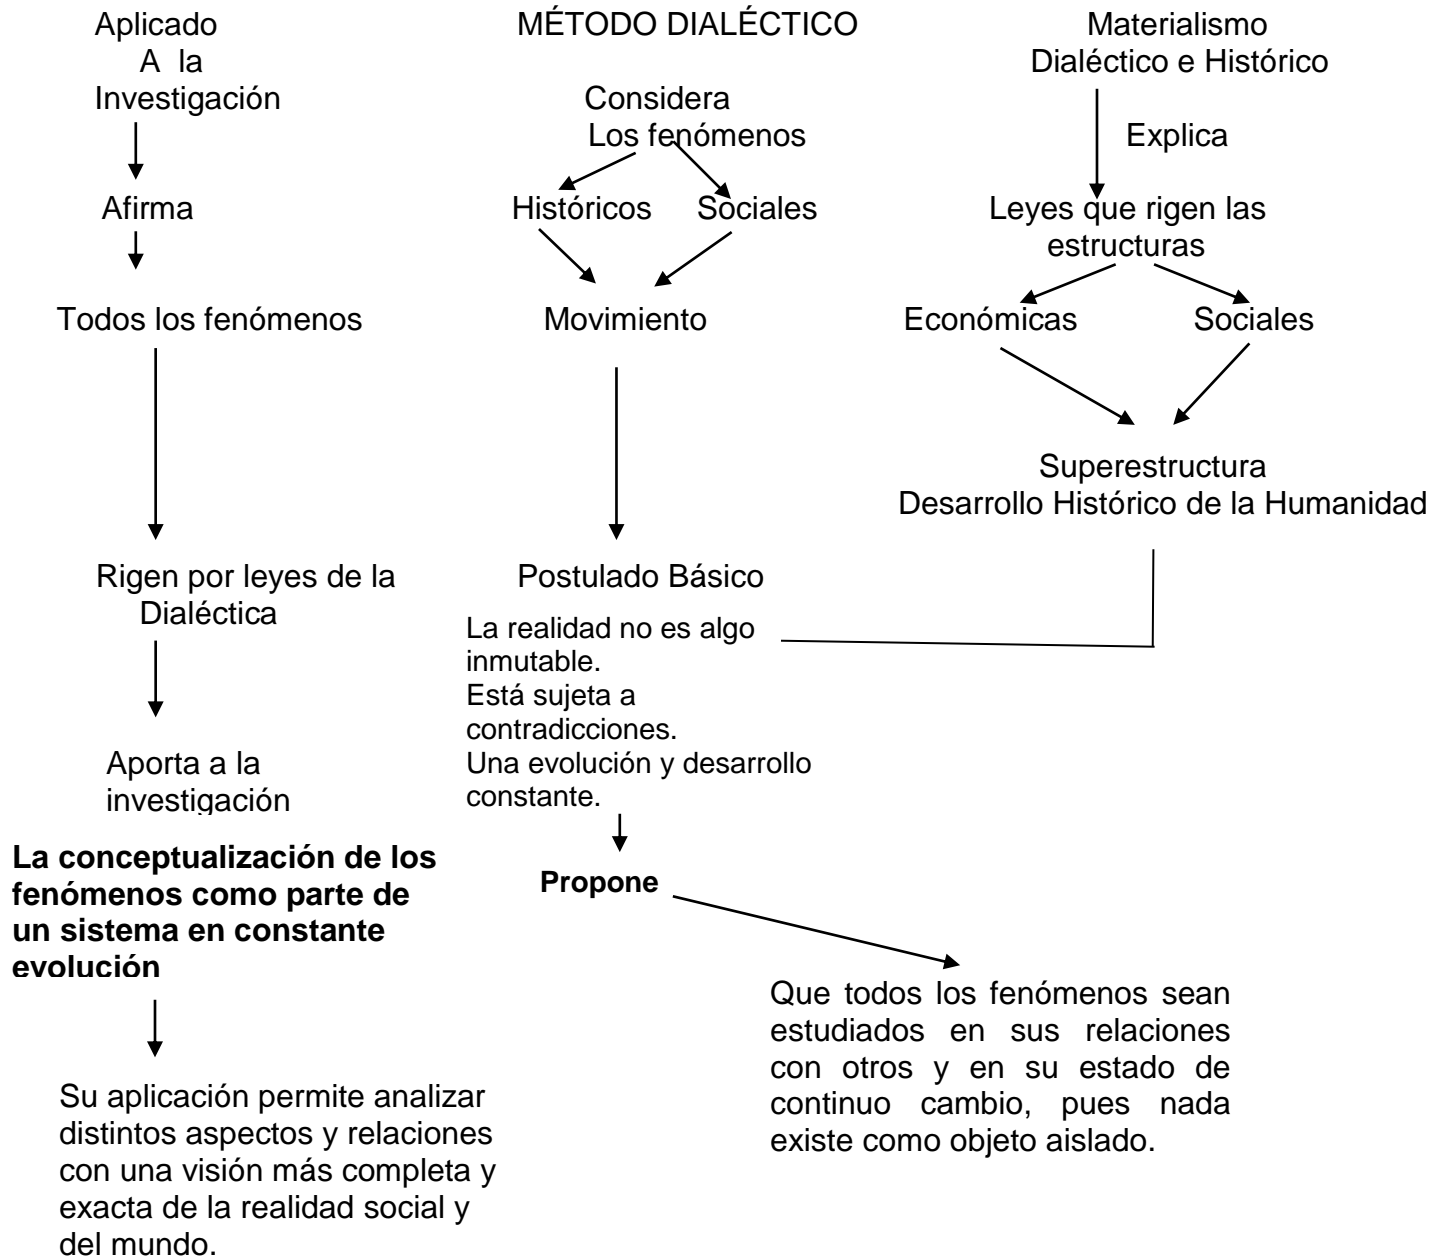 Aplicado
A la
Investigación
Afirma
Todos los fenómenos
Rigen por leyes de la
Dialéctica
Aporta a la
investigación
La conceptualización de los
fenómenos como parte de
un sistema en constante
evolución
Su aplicación permite analizar
distintos aspectos y relaciones
con una visión más completa y
exacta de la realidad social y
del mundo.
MÉTODO DIALÉCTICO
Considera
Los fenómenos
Históricos
Sociales
Movimiento
Postulado Básico
La realidad no es algo
inmutable.
Está sujeta a
contradicciones.
Una evolución y desarrollo
constante.
Propone
Que todos los fenómenos sean
estudiados en sus relaciones
con otros y en su estado de
continuo cambio, pues nada
existe como objeto aislado.
Materialismo
Dialéctico e Histórico
Explica
Leyes que rigen las
estructuras
Económicas
Sociales
Superestructura
Desarrollo Histórico de la Humanidad